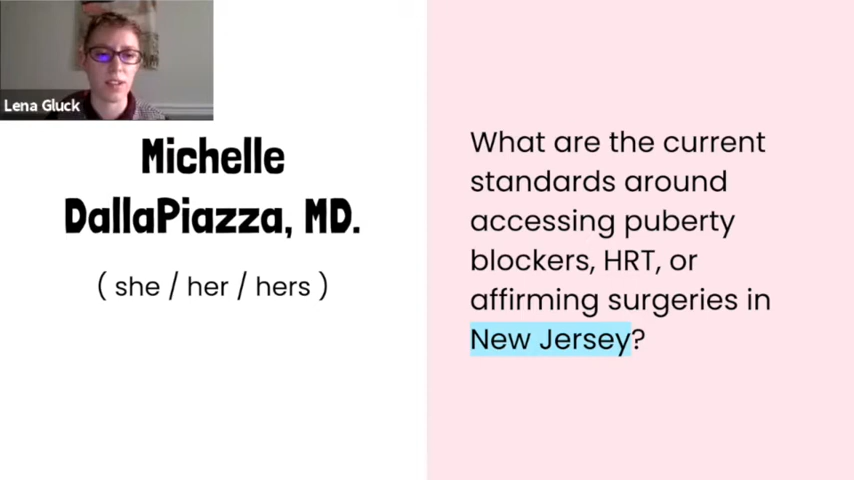 Lena Gluck
Michelle
DallaPiazza, MD.
( she / her / hers )
What are the current
standards around
accessing puberty
blockers, HRT, or
affirming surgeries in
New Jersey?